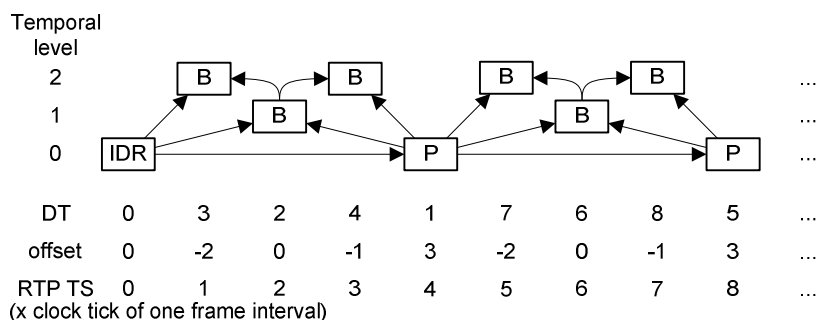 Temporal
level
2 B B B B ...
1 B B ...
0 IDR P P ...
DT 0 3 2 4 1 7 6 8 5 ...
offset 0 -2 0 -1 3 -2 0 -1 3 ...
RTP TS 0 1 2 3 4 5 6 7 8 ...
(x clock tick of one frame interval)